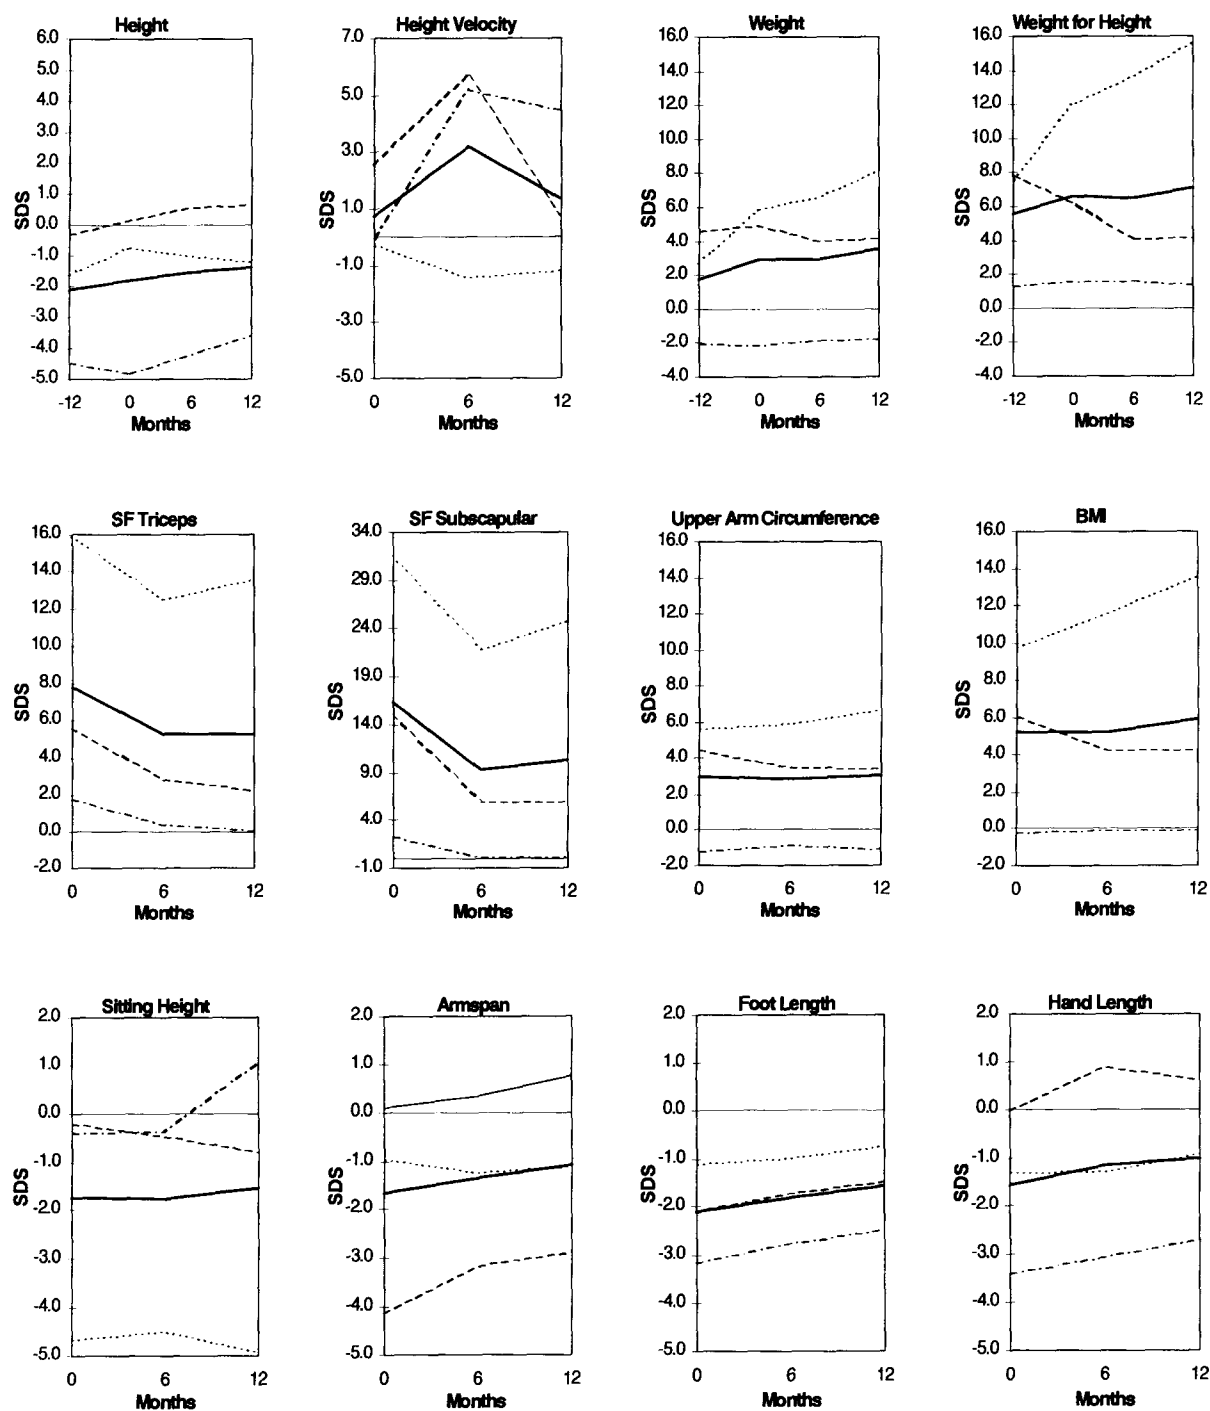 Height
6.0
5.0
4.0
3.0
2.0
1.0
0.0
-1.0
-2.0
-3.0
-4.0
-5.0
SDS
-12 0 6 12
Months
Height Velocity
7.0
5.0
3.0
1.0
-1.0
-3.0
-5.0
SDS
0 6 12
Months
Weight
16.0
14.0
12.0
10.0
8.0
6.0
4.0
2.0
0.0
-2.0
-4.0
SDS
-12 0 6 12
Months
Weight for Height
16.0
14.0
12.0
10.0
8.0
6.0
4.0
2.0
0.0
-2.0
-4.0
SDS
-12 0 6 12
Months
SF Triceps
16.0
14.0
12.0
10.0
8.0
6.0
4.0
2.0
0.0
-2.0
SDS
0 6 12
Months
SF Subscapular
34.0
29.0
24.0
19.0
14.0
9.0
4.0
-1.0
SDS
0 6 12
Months
Upper Arm Circumference
16.0
14.0
12.0
10.0
8.0
6.0
4.0
2.0
0.0
-2.0
SDS
0 6 12
Months
BMI
16.0
14.0
12.0
10.0
8.0
6.0
4.0
2.0
0.0
-2.0
SDS
0 6 12
Months
Sitting Height
2.0
1.0
0.0
-1.0
-2.0
-3.0
-4.0
-5.0
SDS
0 6 12
Months
Armspan
2.0
1.0
0.0
-1.0
-2.0
-3.0
-4.0
-5.0
SDS
0 6 12
Months
Foot Length
2.0
1.0
0.0
-1.0
-2.0
-3.0
-4.0
-5.0
SDS
0 6 12
Months
Hand Length
2.0
1.0
0.0
-1.0
-2.0
-3.0
-4.0
-5.0
SDS
0 6 12
Months